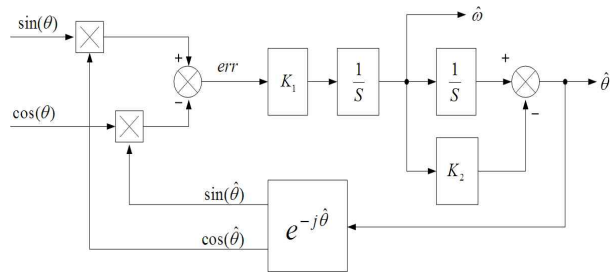 sin(θ)
cos(θ)
+
−
err
K₁
1
S
ω̂
1
S
+
−
θ̂
K₂
sin(θ̂)
cos(θ̂)
e^{-jθ̂}